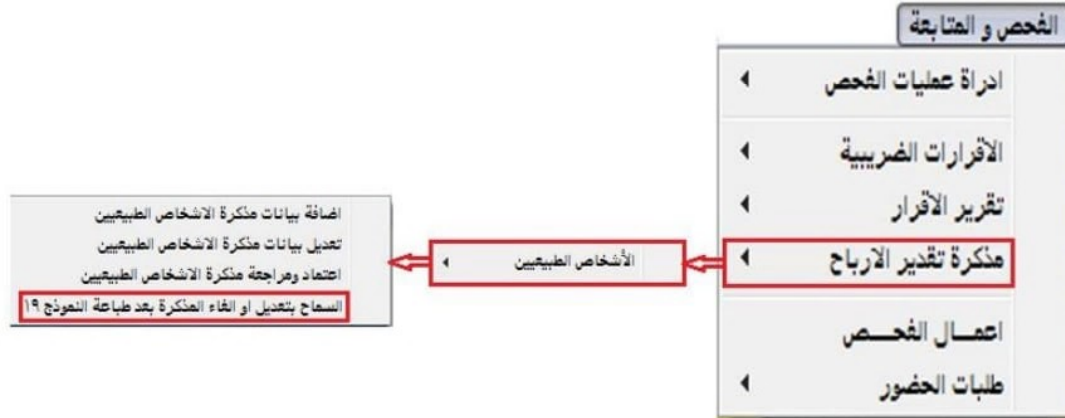 الفحص و المتابعة
ادراة عمليات الفحص
الاقرارات الضريبية
تقرير الاقرار
مذكرة تقدير الارباح
اعمــال الفحـــص
طلبات الحضور
الأشخاص الطبيعيين
اضافة بيانات مذكرة الاشخاص الطبيعيين
تعديل بيانات مذكرة الاشخاص الطبيعيين
اعتماد ومراجعة مذكرة الاشخاص الطبيعيين
السماح بتعديل او الغاء المذكرة بعد طباعة النموذج ١٩